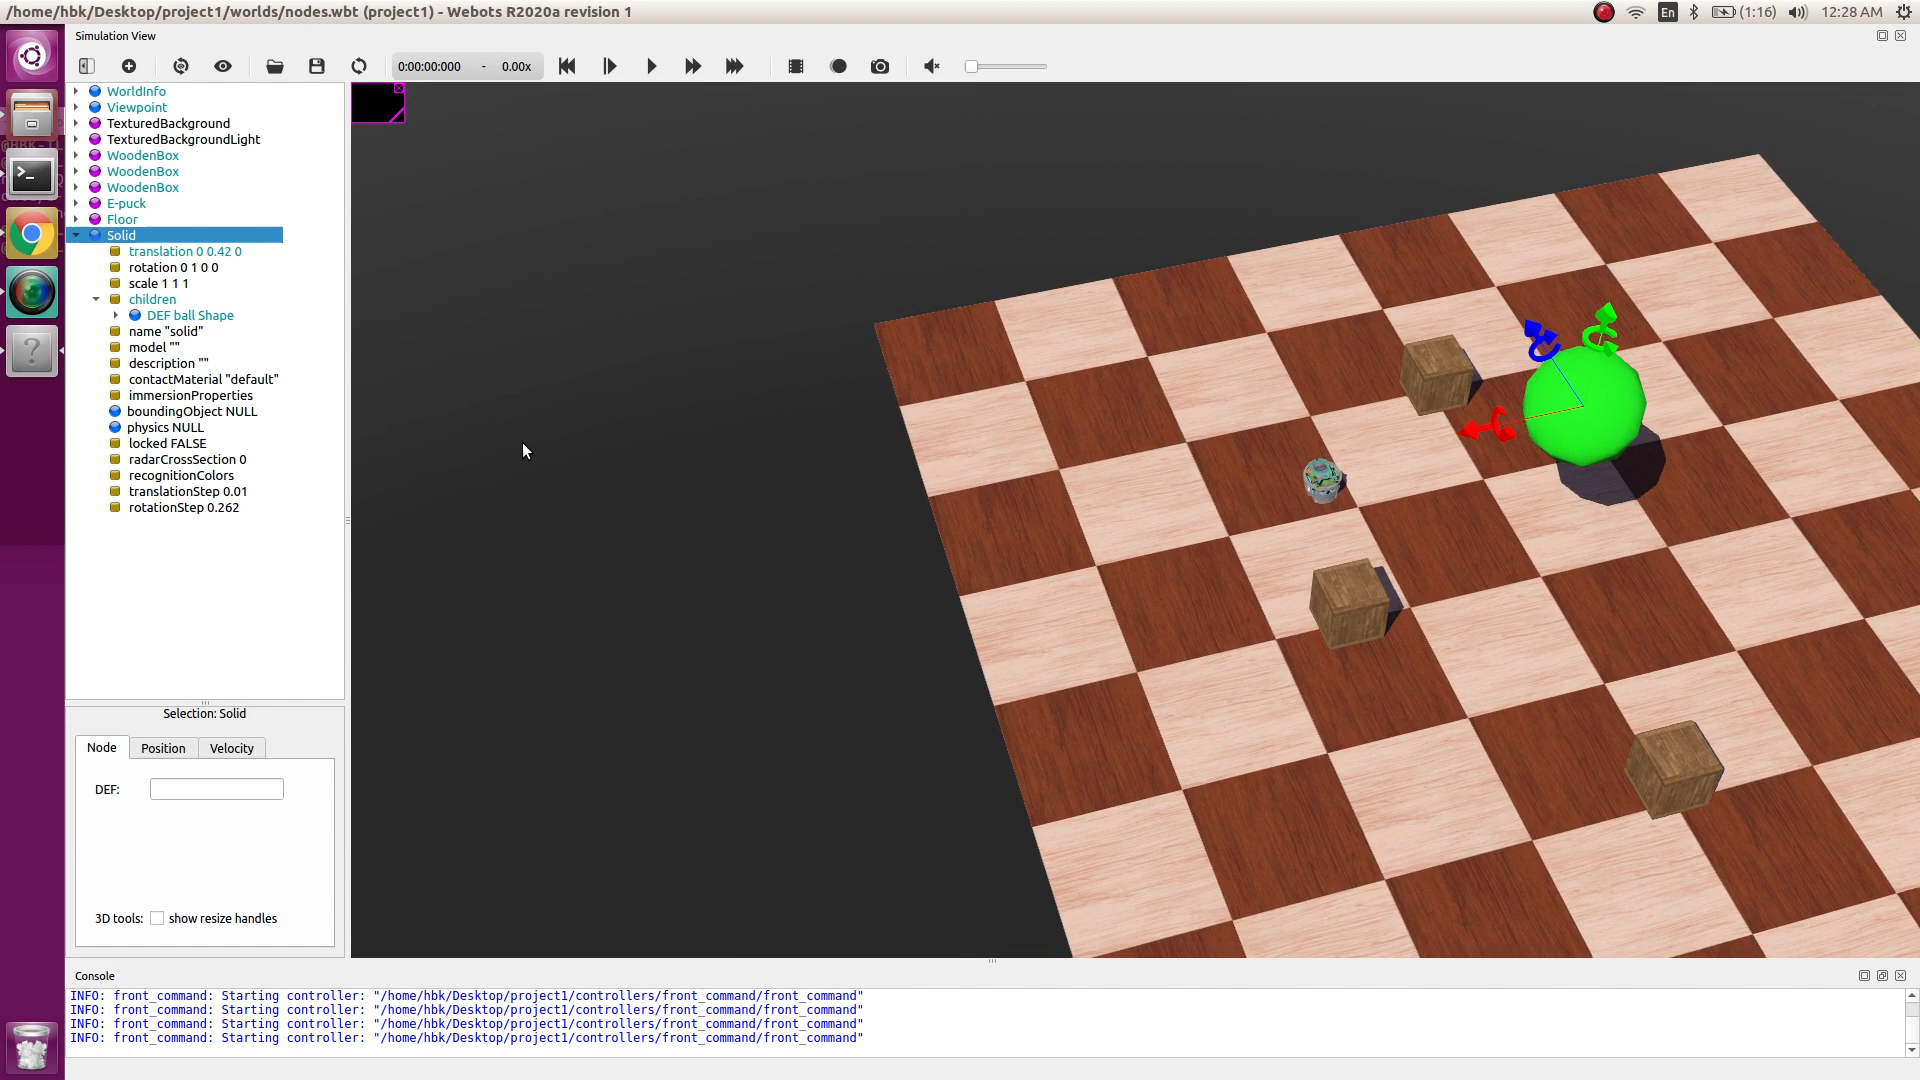 /home/hbk/Desktop/project1/worlds/nodes.wbt (project1) - Webots R2020a revision 1
En
(1:16)
12:28 AM
Simulation View
0:00:00:000 - 0.00x
WorldInfo
Viewpoint
TexturedBackground
TexturedBackgroundLight
WoodenBox
WoodenBox
WoodenBox
E-puck
Floor
Solid
translation 0 0.42 0
rotation 0 1 0 0
scale 1 1 1
children
DEF ball Shape
name "solid"
model ""
description ""
contactMaterial "default"
immersionProperties
boundingObject NULL
physics NULL
locked FALSE
radarCrossSection 0
recognitionColors
translationStep 0.01
rotationStep 0.262
Selection: Solid
Node
Position
Velocity
DEF:
3D tools:
show resize handles
Console
INFO: front_command: Starting controller: "/home/hbk/Desktop/project1/controllers/front_command/front_command"
INFO: front_command: Starting controller: "/home/hbk/Desktop/project1/controllers/front_command/front_command"
INFO: front_command: Starting controller: "/home/hbk/Desktop/project1/controllers/front_command/front_command"
INFO: front_command: Starting controller: "/home/hbk/Desktop/project1/controllers/front_command/front_command"